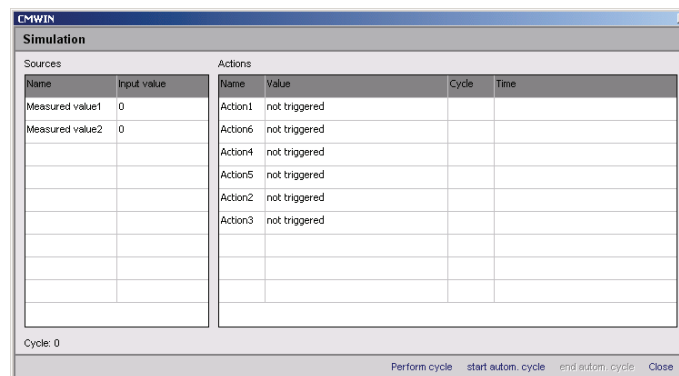 CMWIN
Simulation
Sources Actions
Name Input value Name Value Cycle Time
Measured value1 0 Action1 not triggered
Measured value2 0 Action6 not triggered
Action4 not triggered
Action5 not triggered
Action2 not triggered
Action3 not triggered
Cycle: 0
Perform cycle start autom. cycle end autom. cycle Close